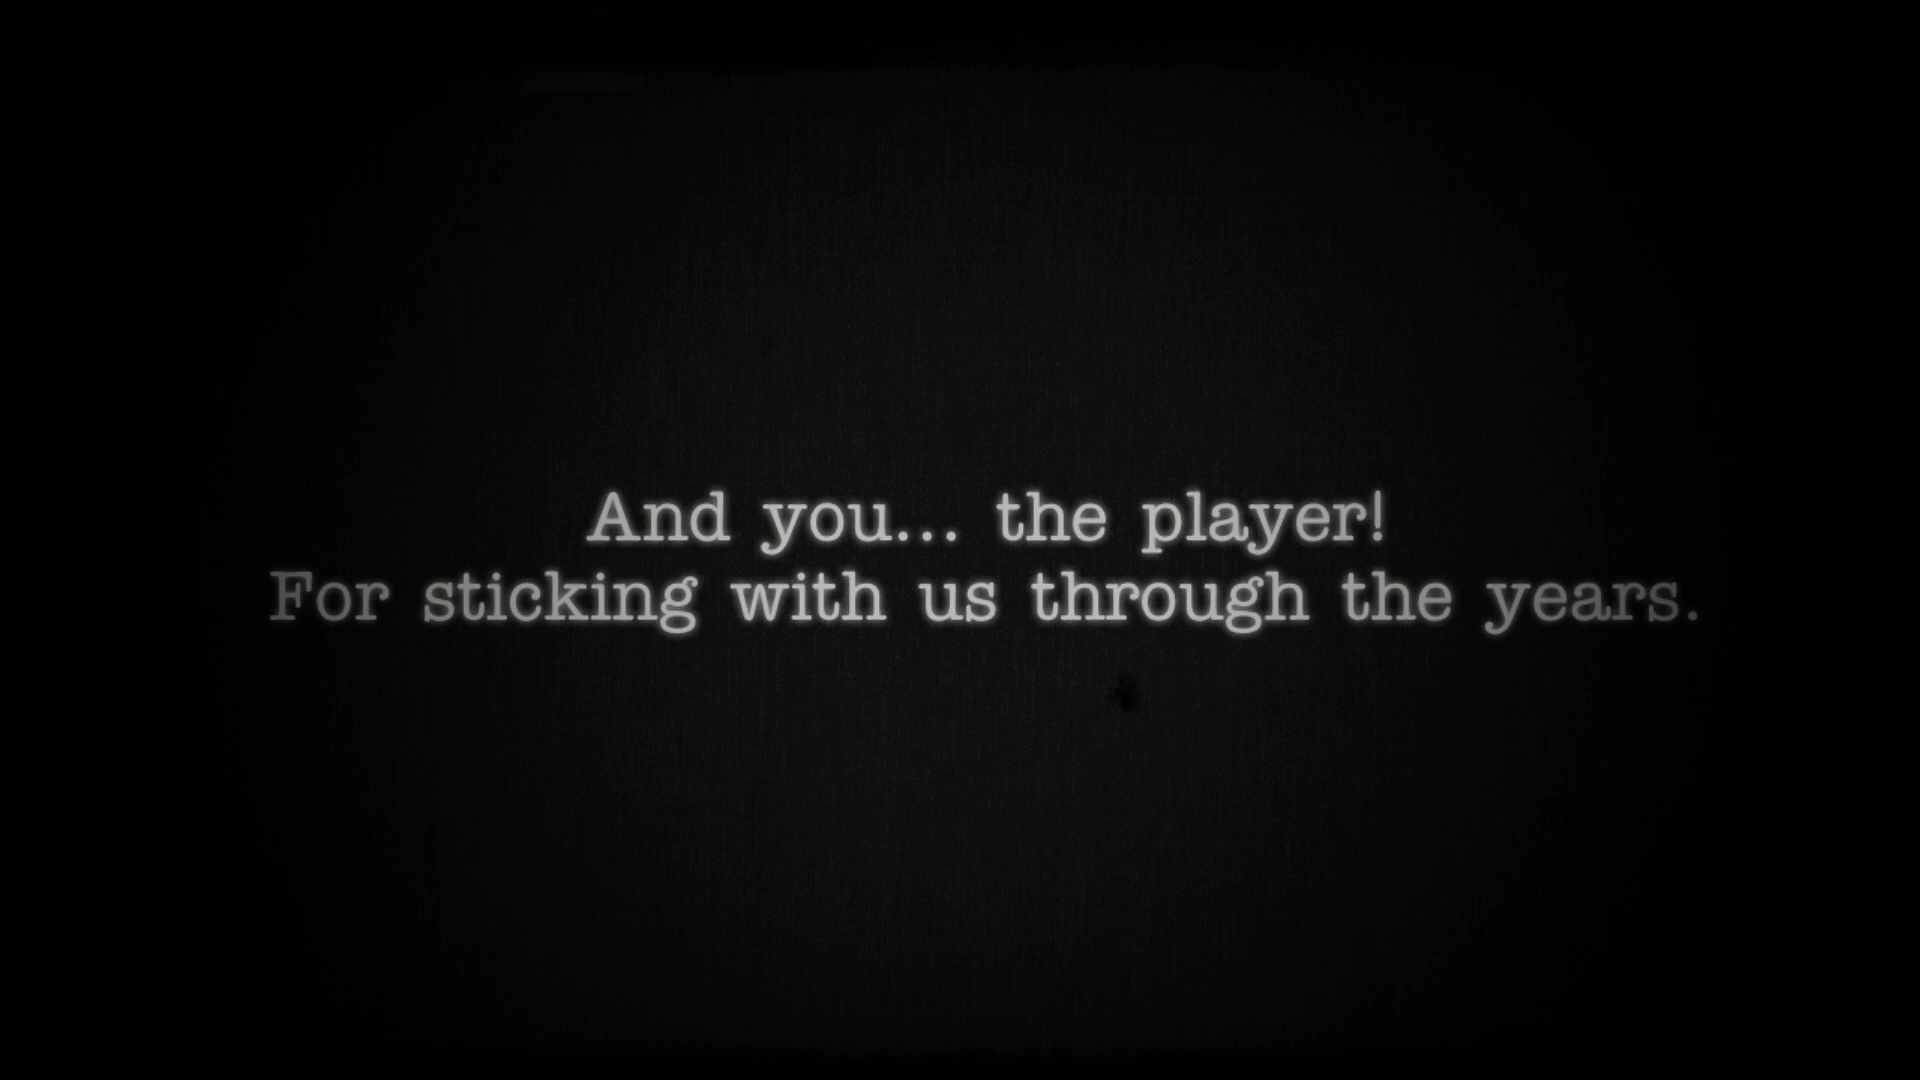 And you... the player!
For sticking with us through the years.